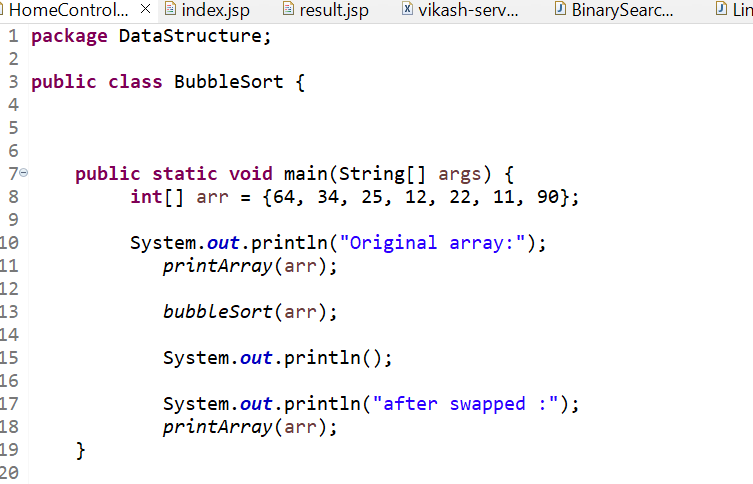 HomeControl... index.jsp result.jsp vikash-serv... BinarySearc... Lin
1 package DataStructure;
2
3 public class BubbleSort {
4
5
6
7 public static void main(String[] args) {
8 int[] arr = {64, 34, 25, 12, 22, 11, 90};
9
10 System.out.println("Original array:");
11 printArray(arr);
12
13 bubbleSort(arr);
14
15 System.out.println();
16
17 System.out.println("after swapped :");
18 printArray(arr);
19 }
20